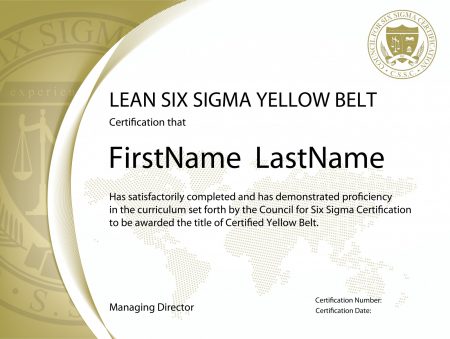 COUNCIL FOR SIX SIGMA CERTIFICATION
C.S.S.C.
SIX SIGMA
experience
LEAN SIX SIGMA YELLOW BELT
Certification that
FirstName LastName
Has satisfactorily completed and has demonstrated proficiency
in the curriculum set forth by the Council for Six Sigma Certification
to be awarded the title of Certified Yellow Belt.
Managing Director
Certification Number:
Certification Date: